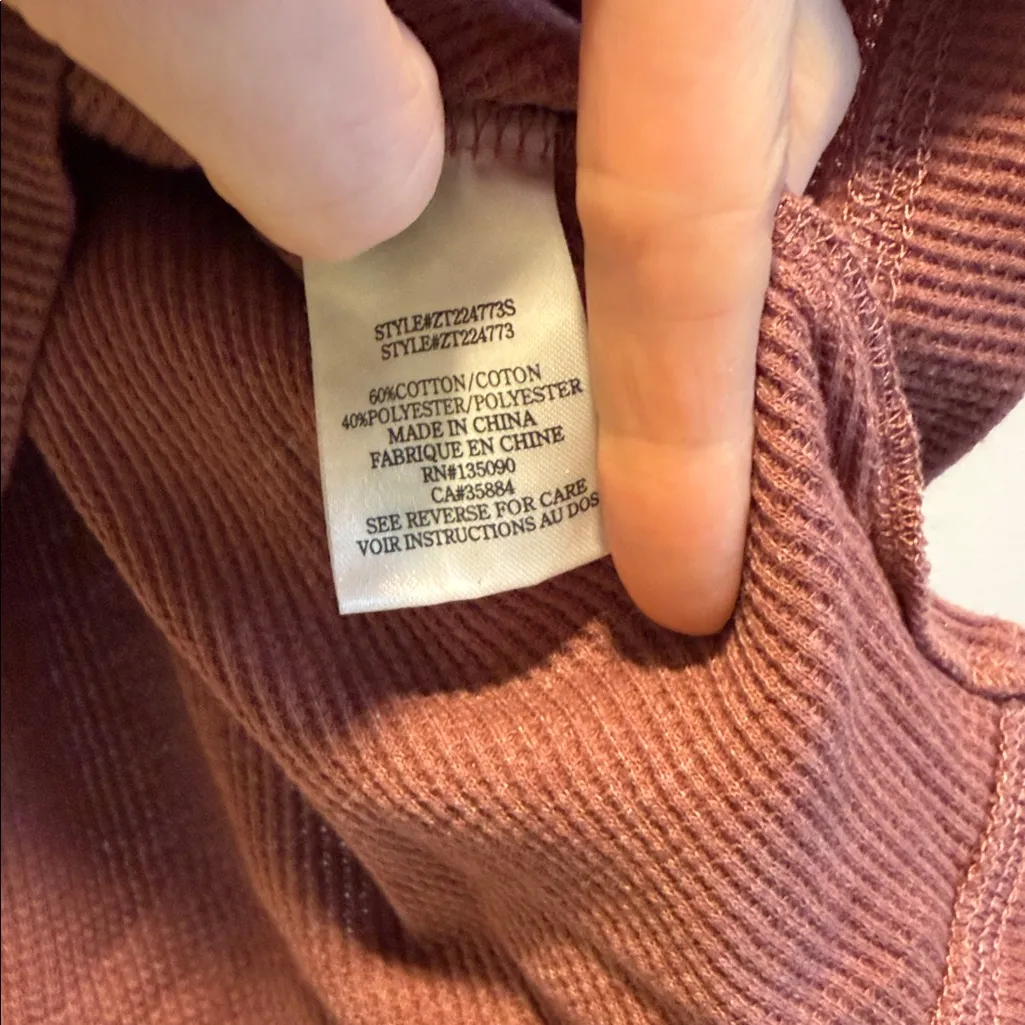 STYLE#ZT224773S
STYLE#ZT224773
60%COTTON/COTON
40%POLYESTER/POLYESTER
MADE IN CHINA
FABRIQUE EN CHINE
RN#135090
CA#35884
SEE REVERSE FOR CARE
VOIR INSTRUCTIONS AU DOS